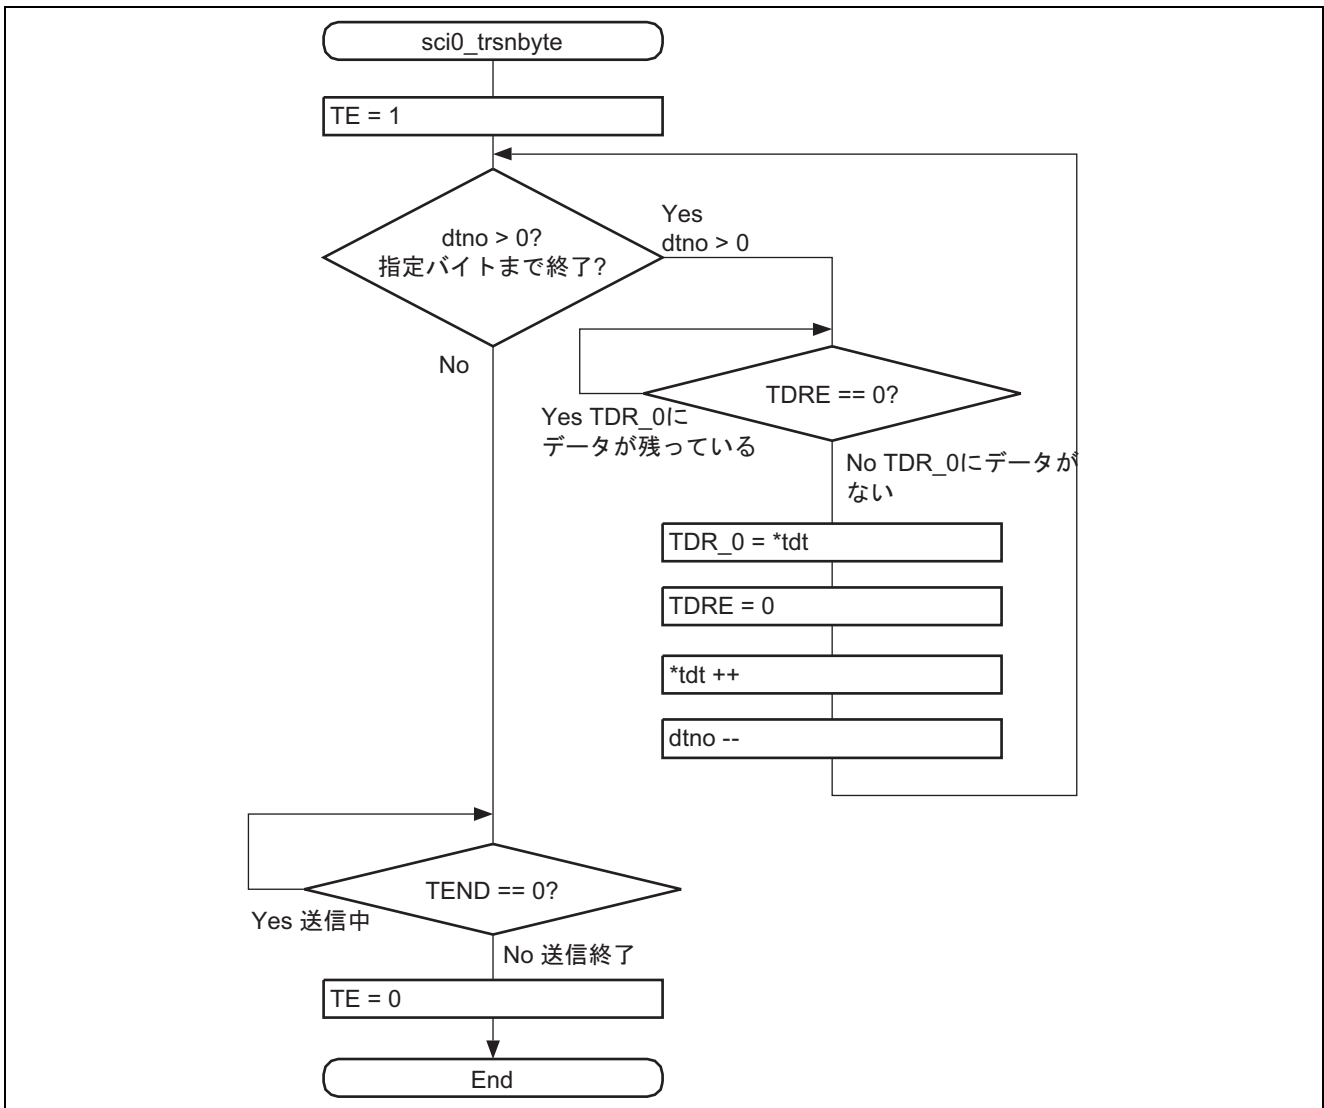 sci0_trsnbyte
TE = 1
dtno > 0?
指定バイトまで終了?
Yes
dtno > 0
No
TDRE == 0?
Yes TDR_0に
データが残っている
No TDR_0にデータが
ない
TDR_0 = *tdt
TDRE = 0
*tdt ++
dtno --
TEND == 0?
Yes 送信中
No 送信終了
TE = 0
End